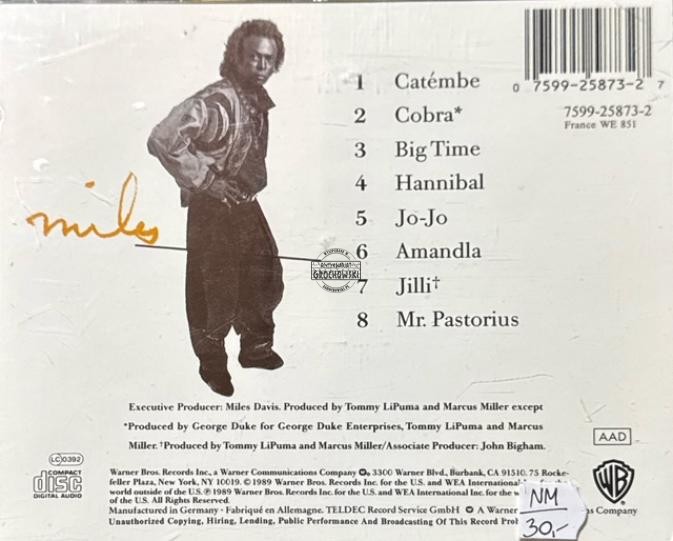 1 Catémbe
2 Cobra*
3 Big Time
4 Hannibal
5 Jo-Jo
6 Amandla
7 Jilli†
8 Mr. Pastorius
0 7599-25873-2 7
7599-25873-2
France WE 851
miles
ANTYKWARIAT
GROCHOWSKI
Executive Producer: Miles Davis. Produced by Tommy LiPuma and Marcus Miller except
*Produced by George Duke for George Duke Enterprises, Tommy LiPuma and Marcus
Miller. †Produced by Tommy LiPuma and Marcus Miller/Associate Producer: John Bigham.
AAD
LC 0392
COMPACT
disc
DIGITAL AUDIO
Warner Bros. Records Inc., a Warner Communications Company 3300 Warner Blvd., Burbank, CA 91510. 75 Rocke-
feller Plaza, New York, NY 10019. © 1989 Warner Bros. Records Inc. for the U.S. and WEA International
world outside of the U.S. ℗ 1989 Warner Bros. Records Inc. for the U.S. and WEA International Inc. for the
of the U.S. All Rights Reserved.
Manufactured in Germany · Fabriqué en Allemagne. TELDEC Record Service GmbH A Warner Company
Unauthorized Copying, Hiring, Lending, Public Performance And Broadcasting Of This Record
WB
NM
30,-